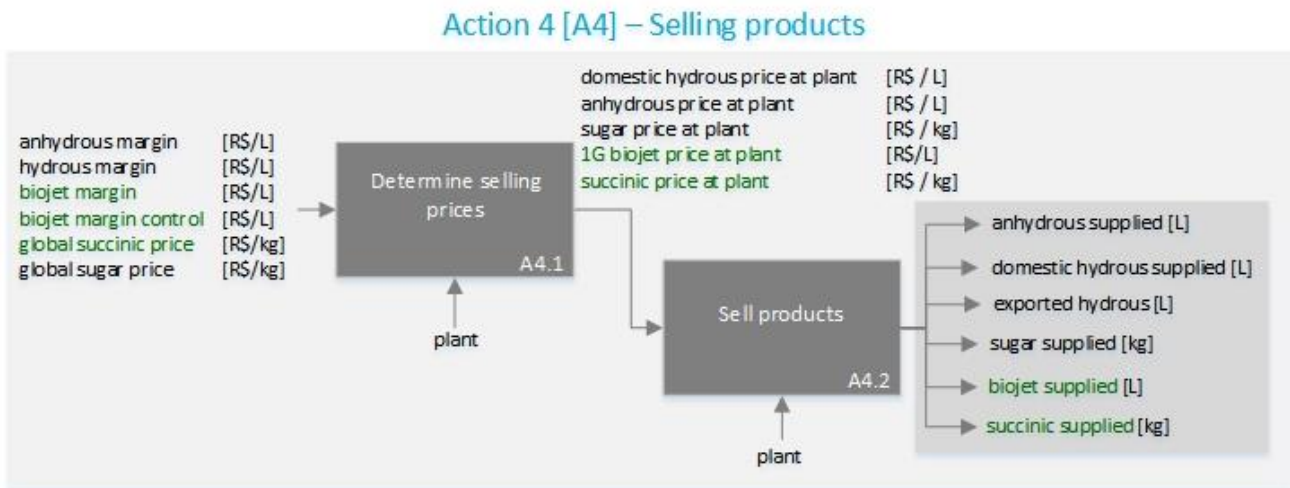 Action 4 [A4] – Selling products
domestic hydrous price at plant [R$ / L]
anhydrous price at plant [R$ / L]
sugar price at plant [R$ / kg]
1G biojet price at plant [R$/L]
succinic price at plant [R$ / kg]
anhydrous margin [R$/L]
hydrous margin [R$/L]
biojet margin [R$/L]
biojet margin control [R$/L]
global succinic price [R$/kg]
global sugar price [R$/kg]
Determine selling
prices
A4.1
plant
Sell products
A4.2
plant
anhydrous supplied [L]
domestic hydrous supplied [L]
exported hydrous [L]
sugar supplied [kg]
biojet supplied [L]
succinic supplied [kg]